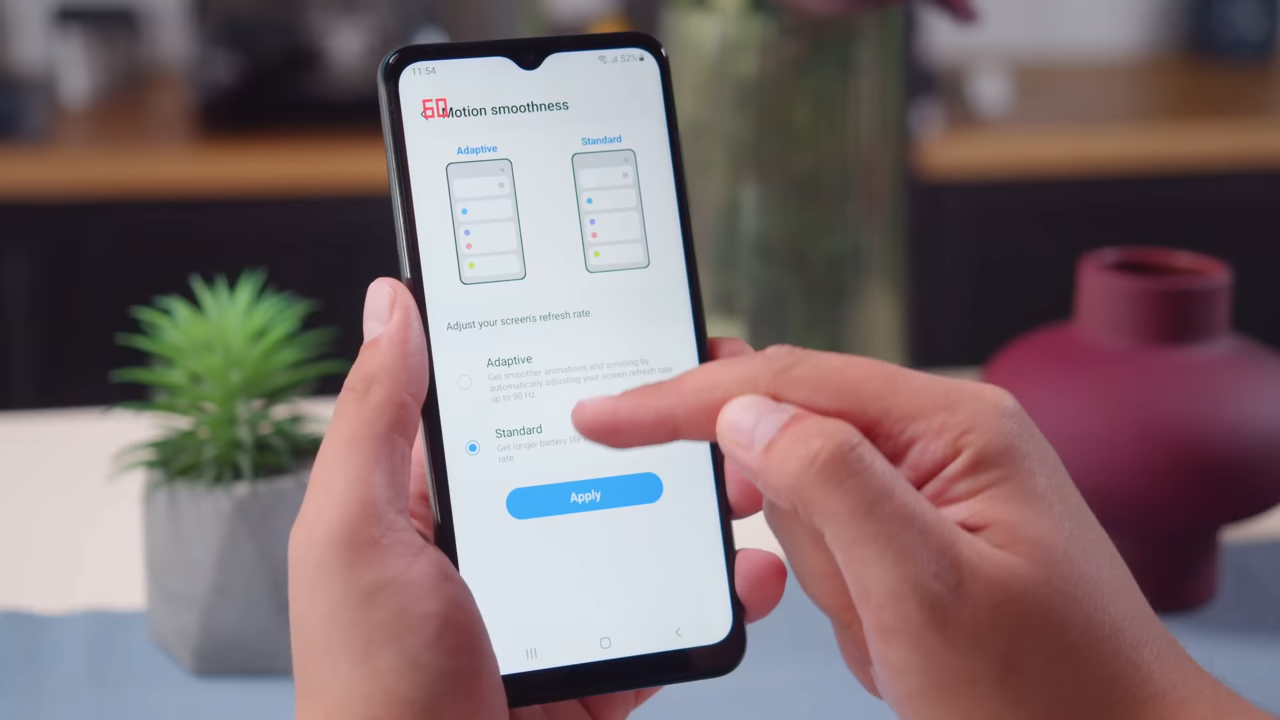 11:54
52%
60
Motion smoothness
Adaptive
Standard
Adjust your screen's refresh rate.
Adaptive
Get smoother animations and scrolling by
automatically adjusting your screen refresh rate
up to 90 Hz
Standard
Get longer battery life
rate.
Apply